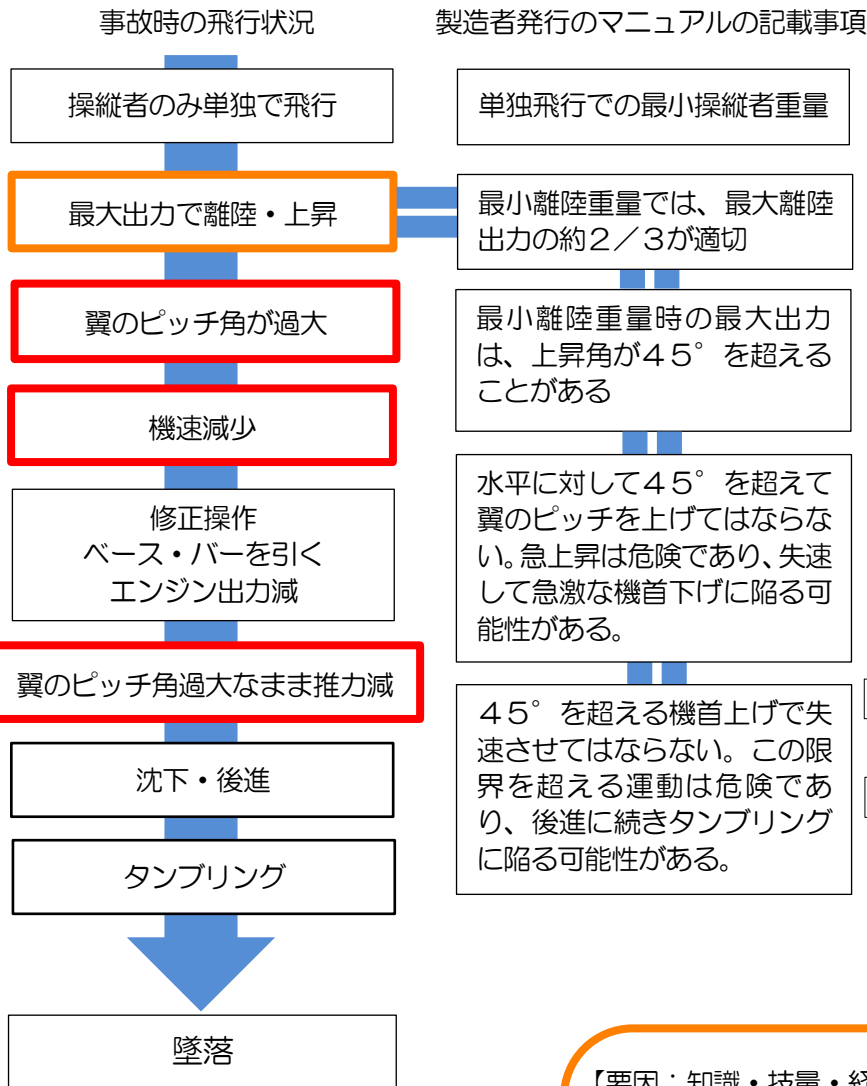 事故時の飛行状況
操縦者のみ単独で飛行
最大出力で離陸・上昇
翼のピッチ角が過大
機速減少
修正操作
ベース・バーを引く
エンジン出力減
翼のピッチ角過大なまま推力減
沈下・後進
タンブリング
墜落
製造者発行のマニュアルの記載事項
単独飛行での最小操縦者重量
最小離陸重量では、最大離陸
出力の約2/3が適切
最小離陸重量時の最大出力
は、上昇角が45°を超える
ことがある
水平に対して45°を超えて
翼のピッチを上げてはならな
い。急上昇は危険であり、失速
して急激な機首下げに陥る可
能性がある。
45°を超える機首上げで失
速させてはならない。この限
界を超える運動は危険であ
り、後進に続きタンブリング
に陥る可能性がある。
【要因:知識・技量・